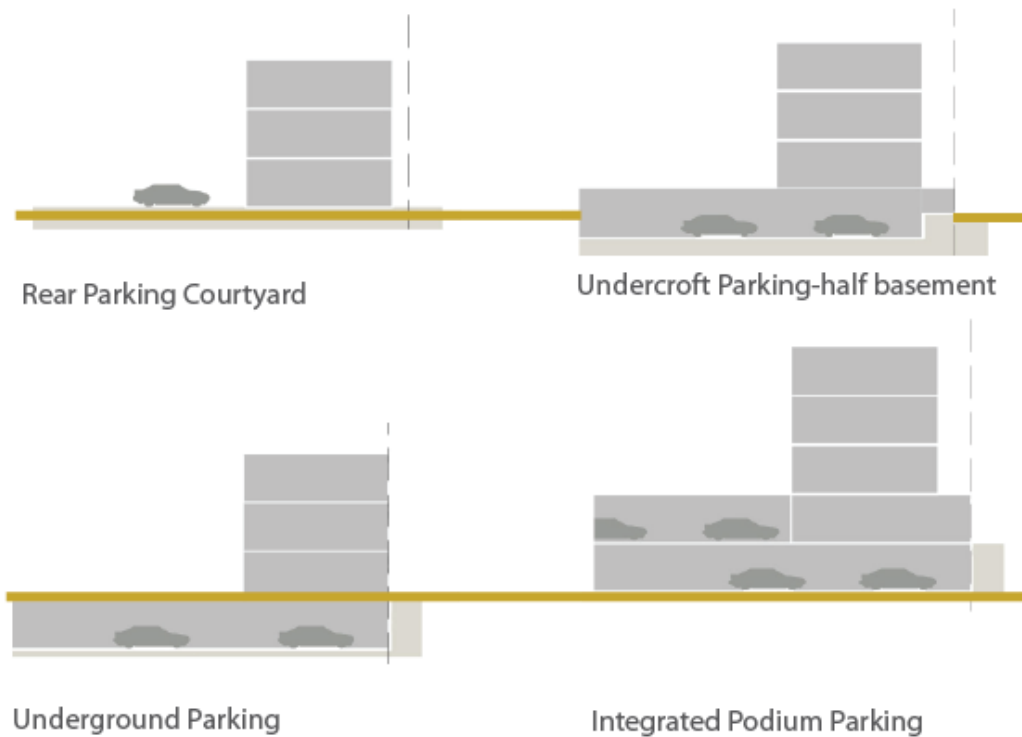 Rear Parking Courtyard
Undercroft Parking-half basement
Underground Parking
Integrated Podium Parking